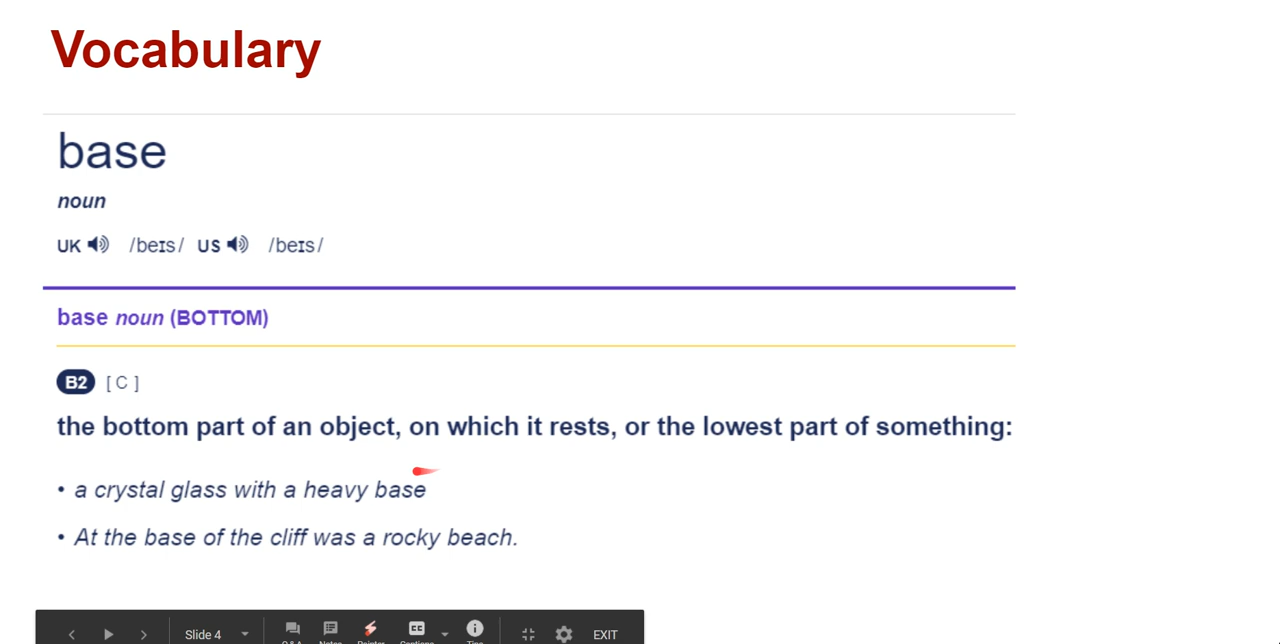 Vocabulary
base
noun
UK /beɪs/ US /beɪs/
base noun (BOTTOM)
B2 [ C ]
the bottom part of an object, on which it rests, or the lowest part of something:
• a crystal glass with a heavy base
• At the base of the cliff was a rocky beach.
Slide 4 CC EXIT